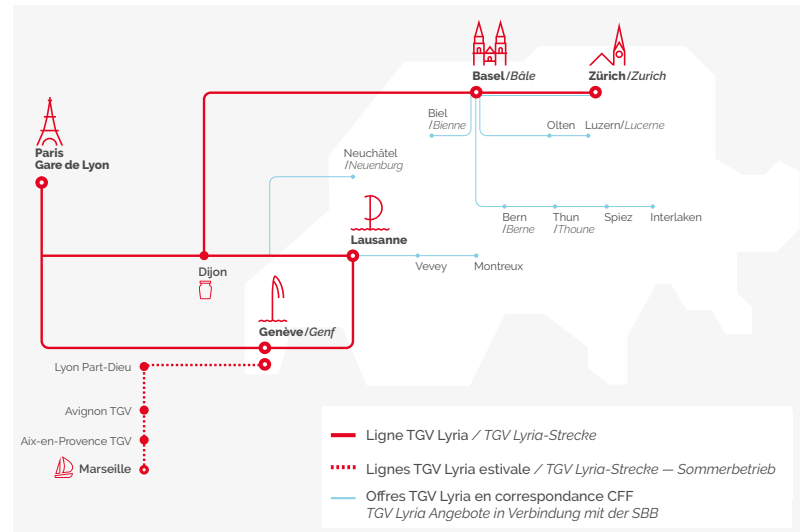 Basel/Bâle
Zürich/Zurich
Biel
/Bienne
Olten
Luzern/Lucerne
Paris
Gare de Lyon
Neuchâtel
/Neuenburg
Bern
/Berne
Thun
/Thoune
Spiez
Interlaken
Lausanne
Vevey
Montreux
Dijon
Genève/Genf
Lyon Part-Dieu
Avignon TGV
Aix-en-Provence TGV
Marseille
Ligne TGV Lyria / TGV Lyria-Strecke
Lignes TGV Lyria estivale / TGV Lyria-Strecke — Sommerbetrieb
Offres TGV Lyria en correspondance CFF
TGV Lyria Angebote in Verbindung mit der SBB